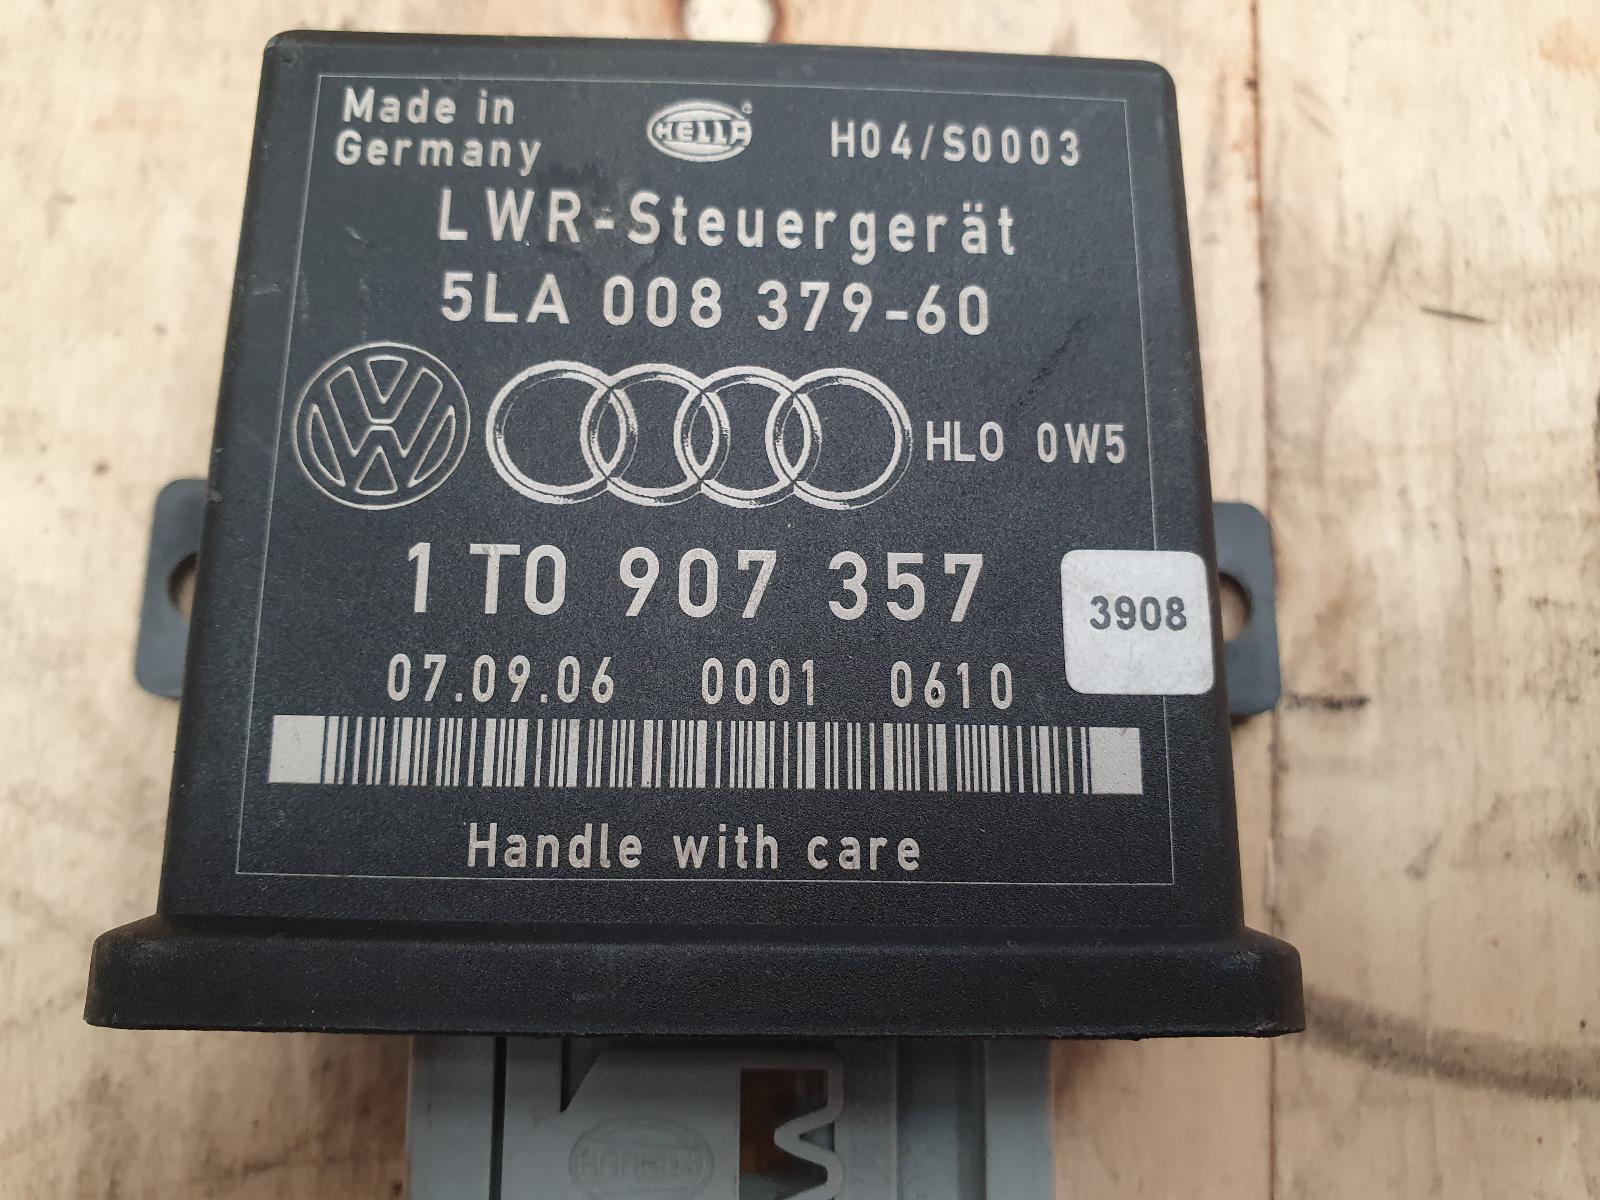 Made in
Germany
HELLA
H04/S0003
LWR-Steuergerät
5LA 008 379-60
HLO 0W5
1T0 907 357
3908
07.09.06 0001 0610
Handle with care
HELLA